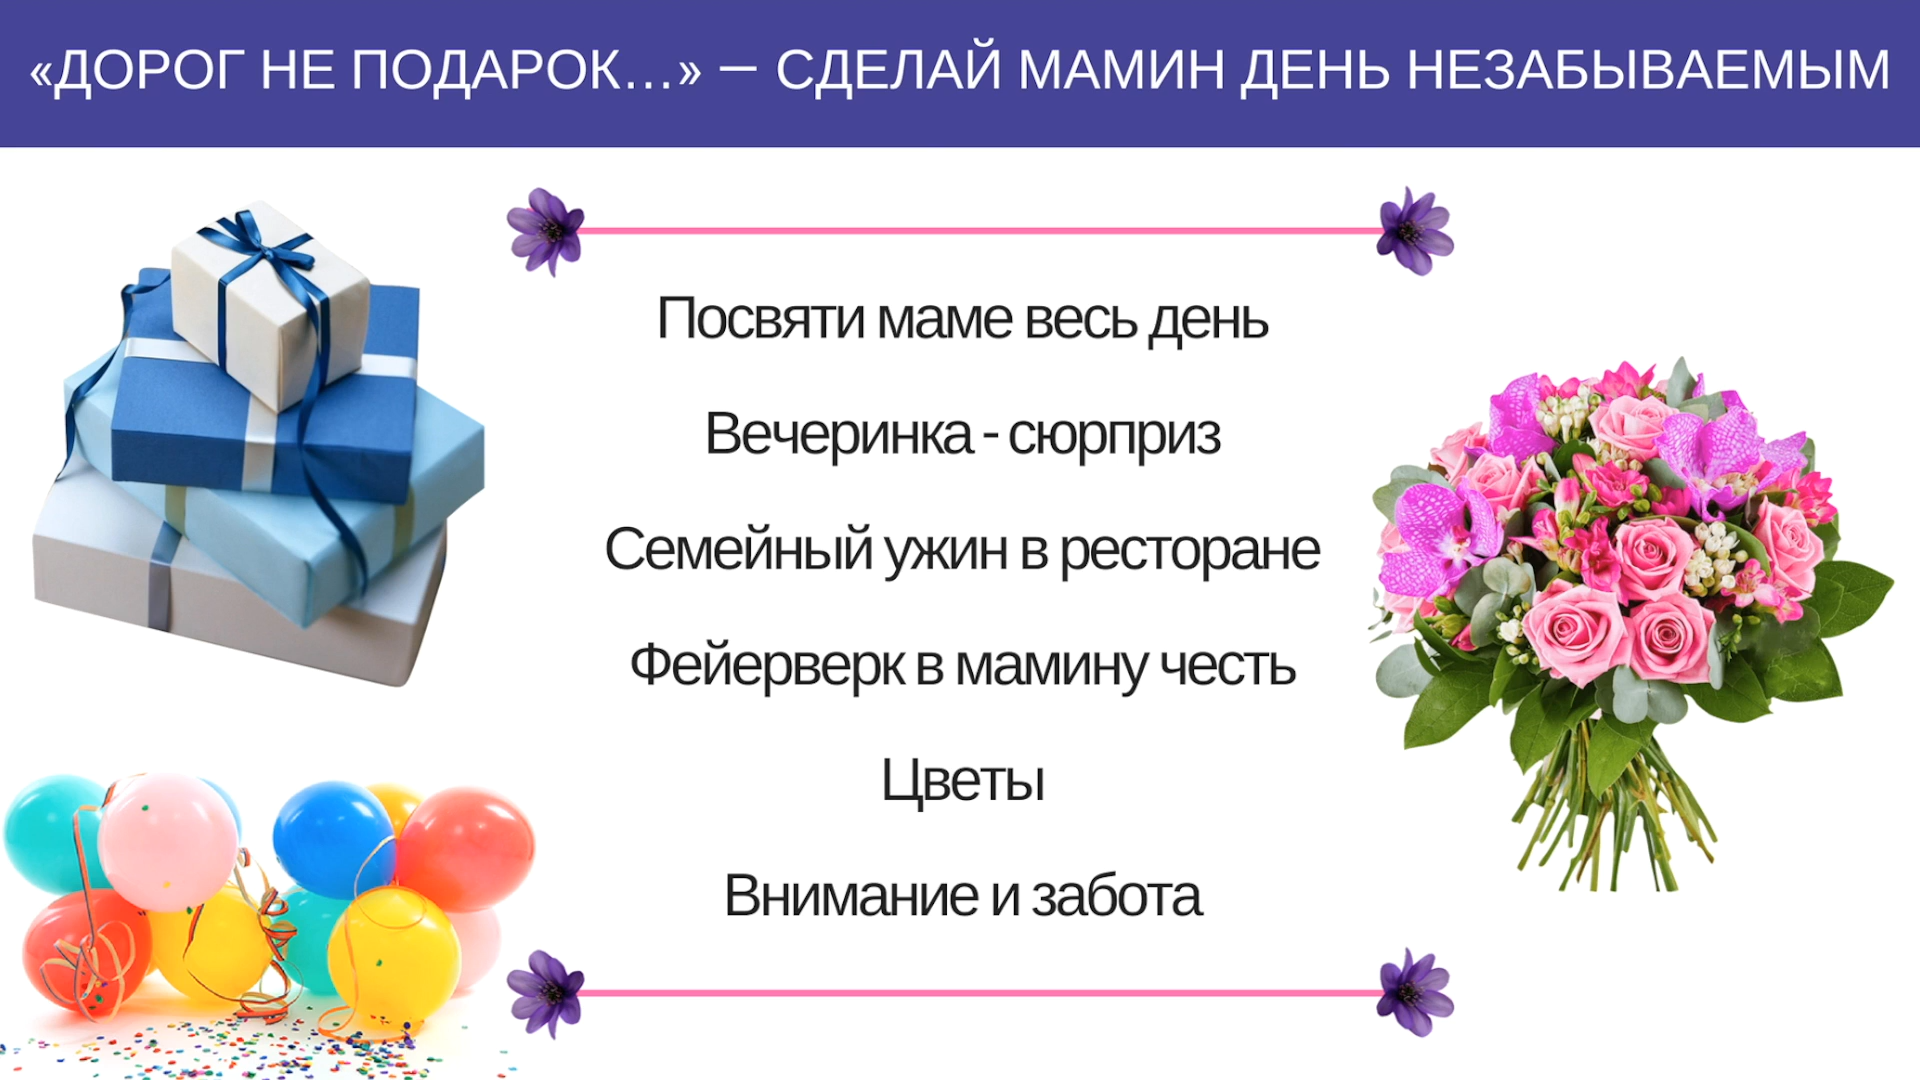 «ДОРОГ НЕ ПОДАРОК...» – СДЕЛАЙ МАМИН ДЕНЬ НЕЗАБЫВАЕМЫМ
Посвяти маме весь день
Вечеринка - сюрприз
Семейный ужин в ресторане
Фейерверк в мамину честь
Цветы
Внимание и забота